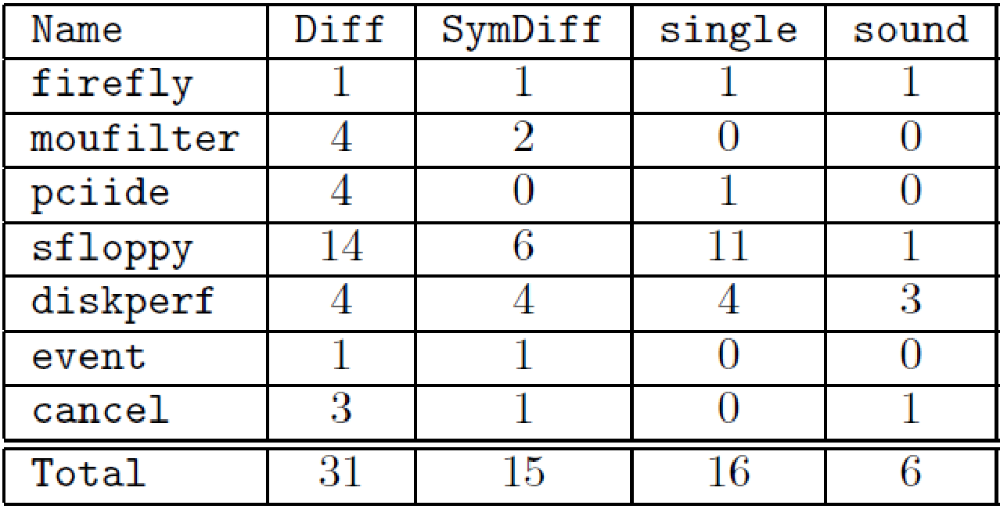 Name Diff SymDiff single sound
firefly 1 1 1 1
moufilter 4 2 0 0
pciide 4 0 1 0
sfloppy 14 6 11 1
diskperf 4 4 4 3
event 1 1 0 0
cancel 3 1 0 1
Total 31 15 16 6